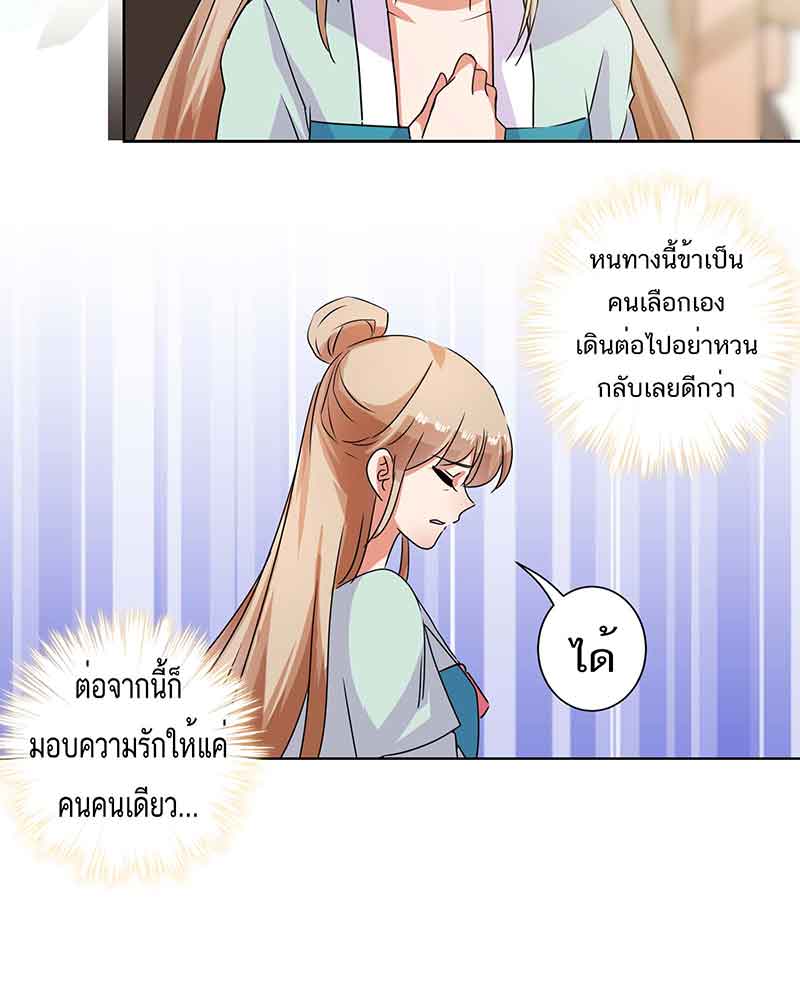 หนทางนี้ข้าเป็น
คนเลือกเอง
เดินต่อไปอย่าหวน
กลับเลยดีกว่า
ได้
ต่อจากนี้ก็
มอบความรักให้แค่
คนคนเดียว...